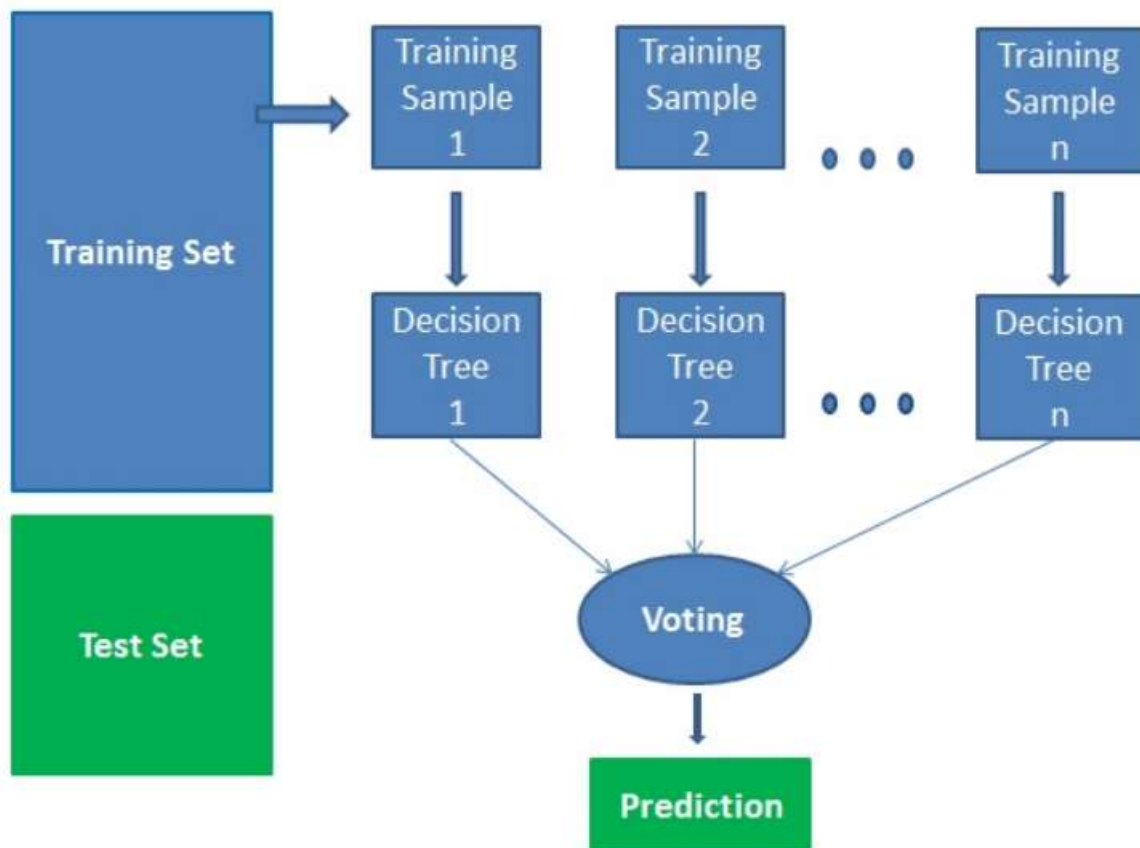 Training Set
Training
Sample
1
Training
Sample
2
Training
Sample
n
Decision
Tree
1
Decision
Tree
2
Decision
Tree
n
Test Set
Voting
Prediction